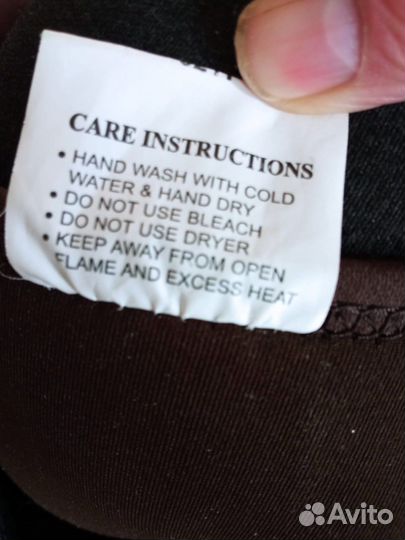 CARE INSTRUCTIONS
• HAND WASH WITH COLD
WATER & HAND DRY
• DO NOT USE BLEACH
• DO NOT USE DRYER
• KEEP AWAY FROM OPEN
FLAME AND EXCESS HEAT
Avito